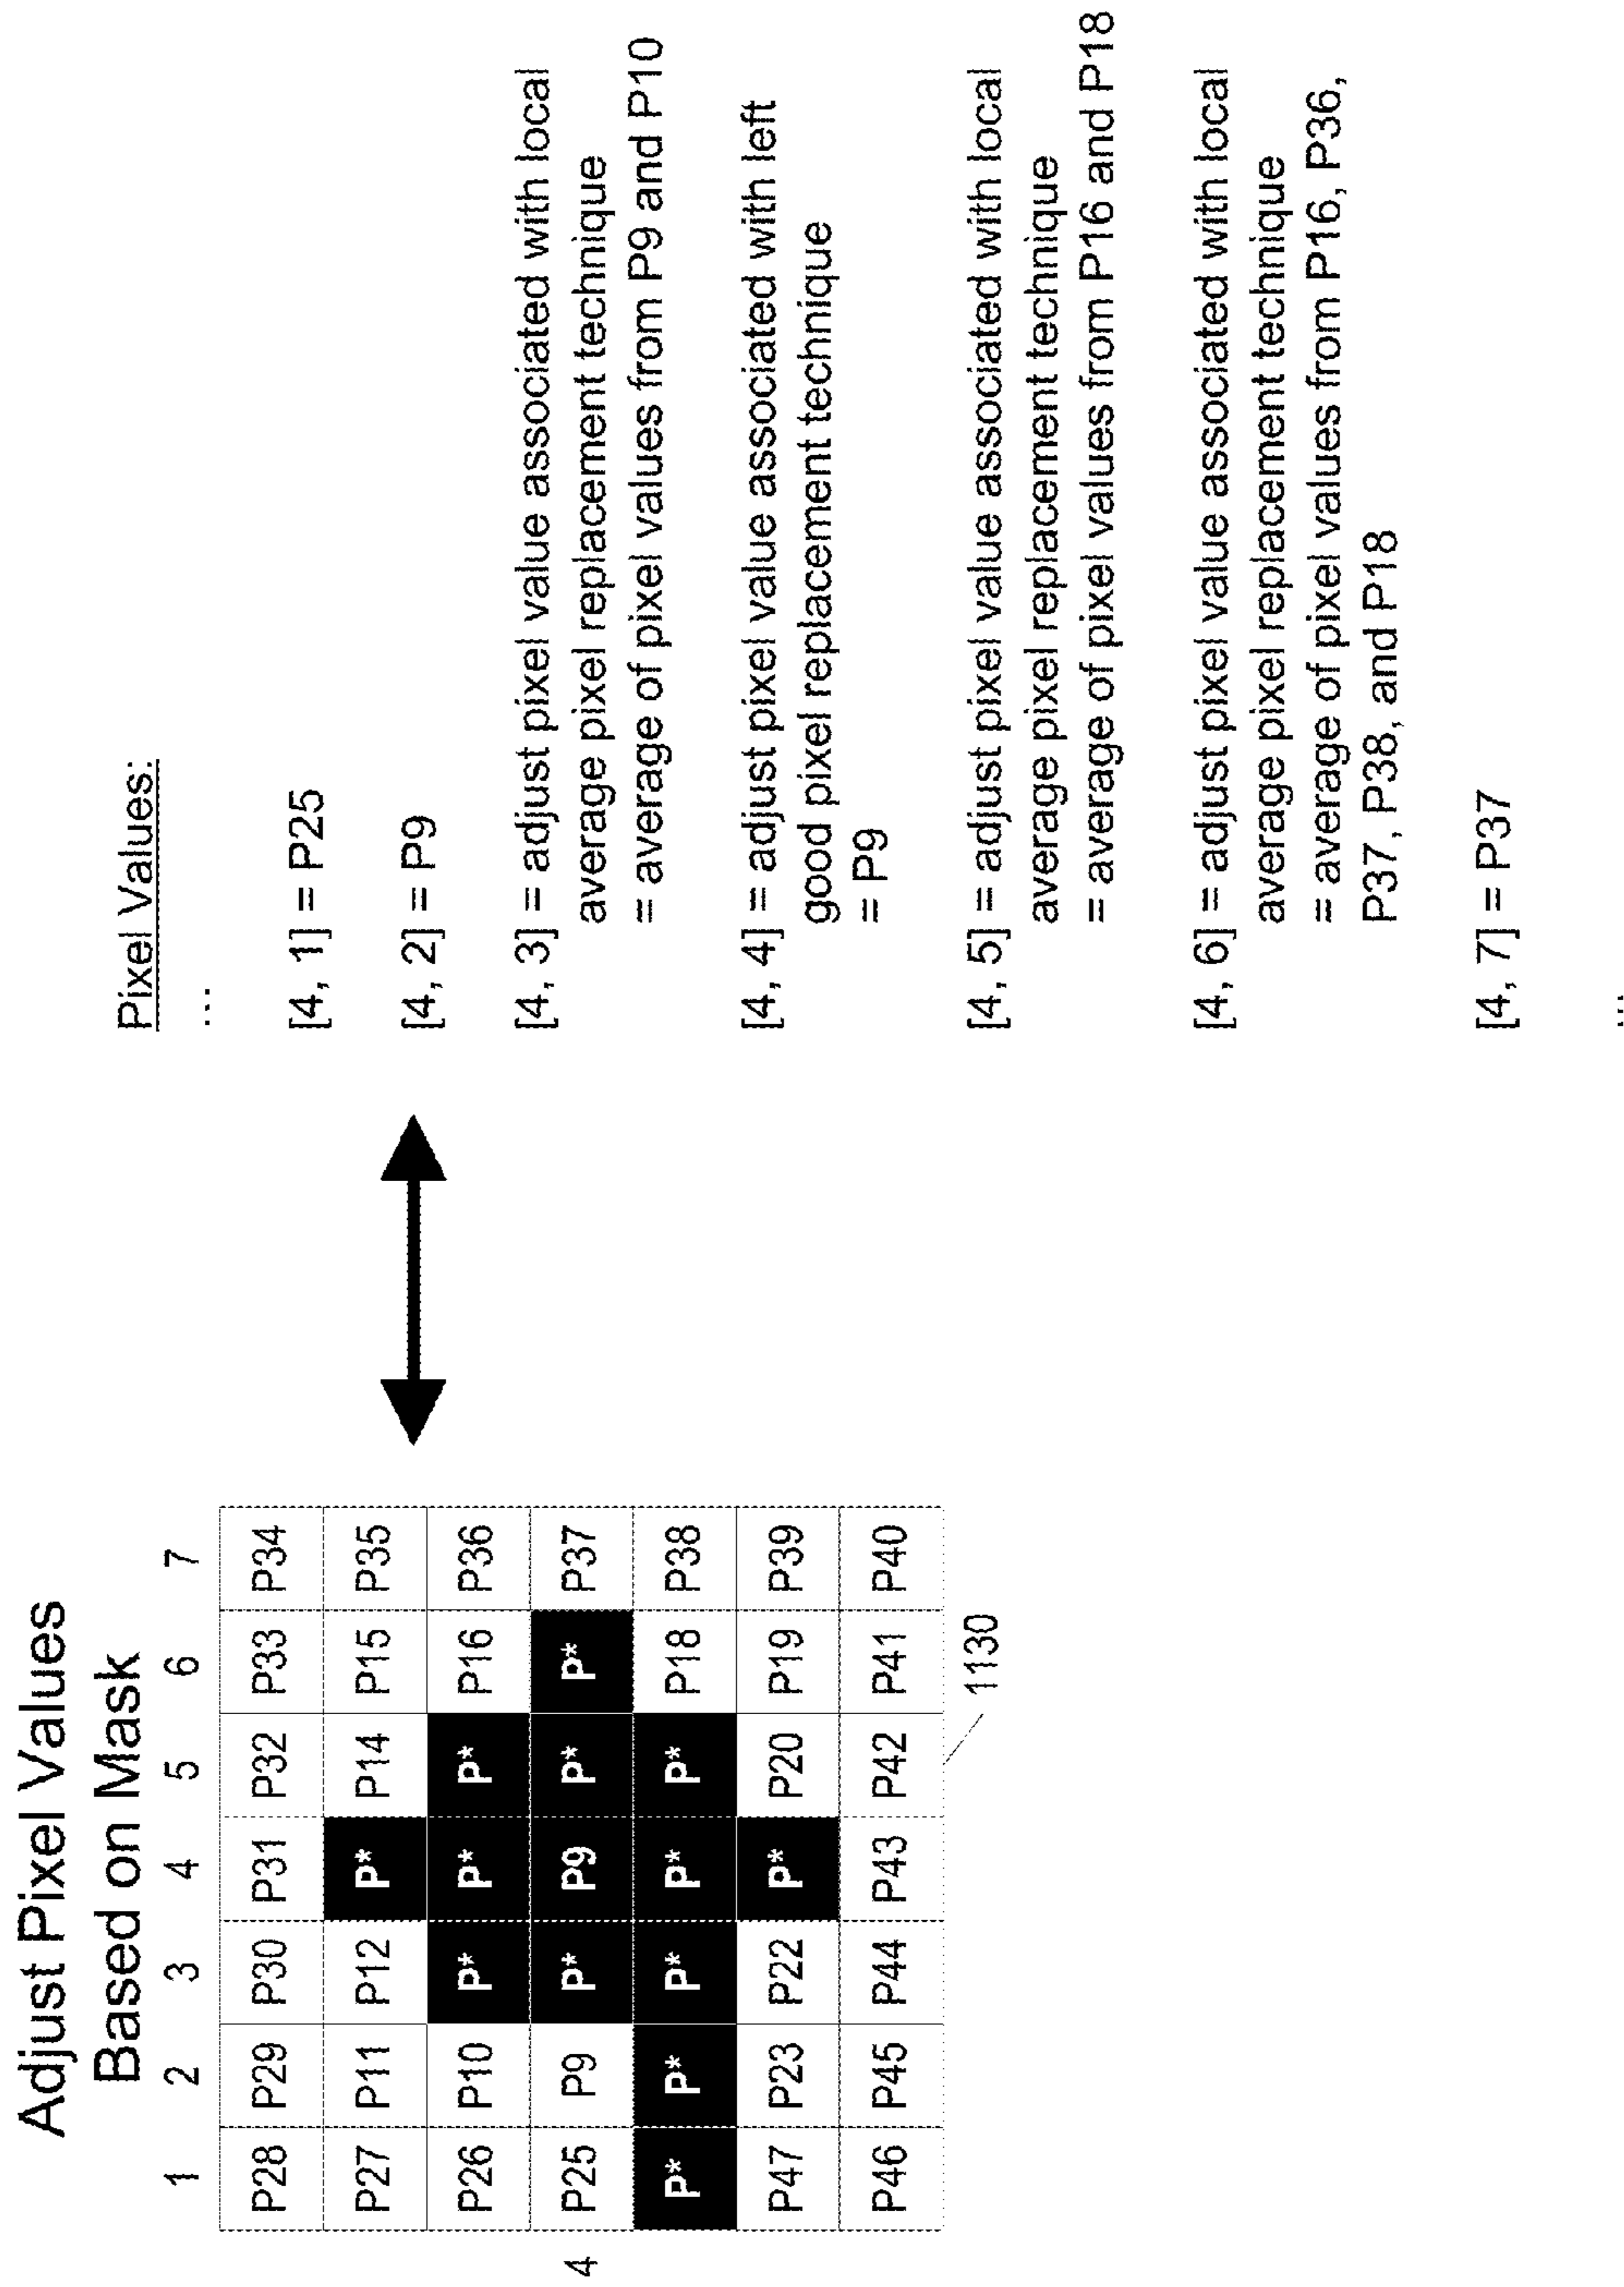 Adjust Pixel Values
Based on Mask
1 2 3 4 5 6 7
P28 P29 P30 P31 P32 P33 P34
P27 P11 P12 P* P14 P15 P35
P26 P10 P* P* P* P16 P36
4 P25 P9 P* P9 P* P* P37
P* P* P* P* P* P18 P38
P47 P23 P22 P* P20 P19 P39
P46 P45 P44 P43 P42 P41 P40
1130
Pixel Values:
...
[4, 1] = P25
[4, 2] = P9
[4, 3] = adjust pixel value associated with local
average pixel replacement technique
= average of pixel values from P9 and P10
[4, 4] = adjust pixel value associated with left
good pixel replacement technique
= P9
[4, 5] = adjust pixel value associated with local
average pixel replacement technique
= average of pixel values from P16 and P18
[4, 6] = adjust pixel value associated with local
average pixel replacement technique
= average of pixel values from P16, P36,
P37, P38, and P18
[4, 7] = P37
...